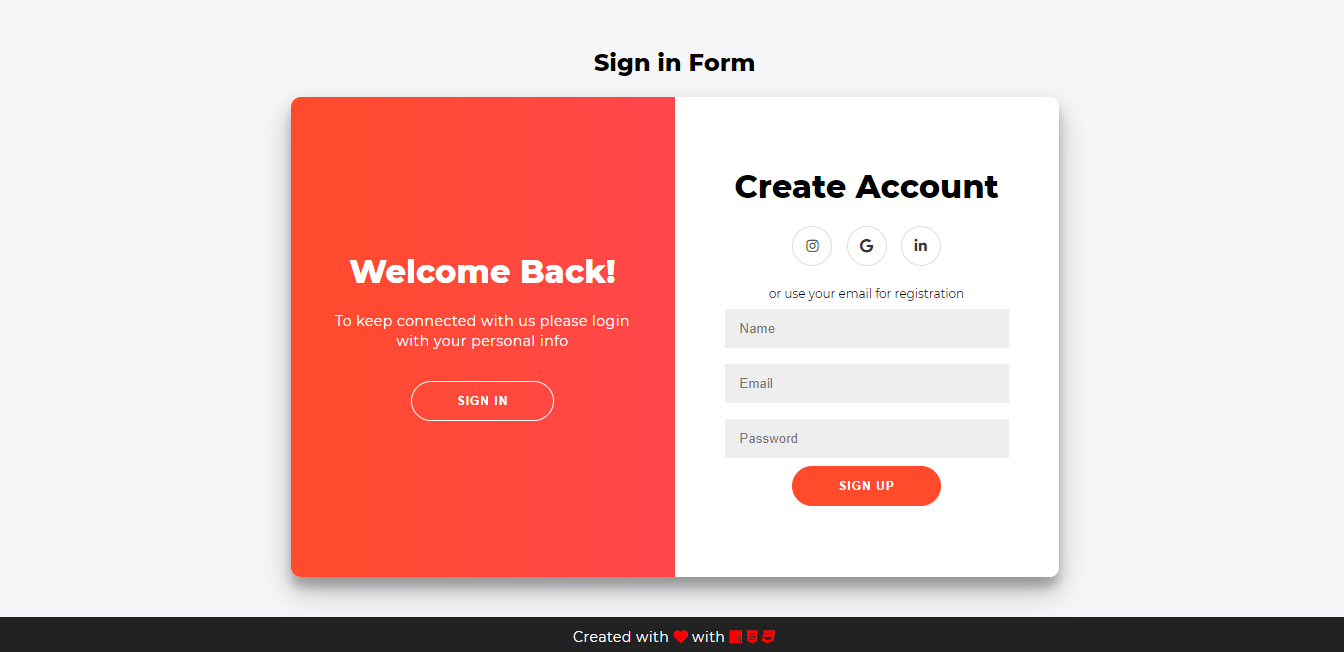 Sign in Form
Welcome Back!
To keep connected with us please login
with your personal info
SIGN IN
Create Account
or use your email for registration
Name
Email
Password
SIGN UP
Created with with